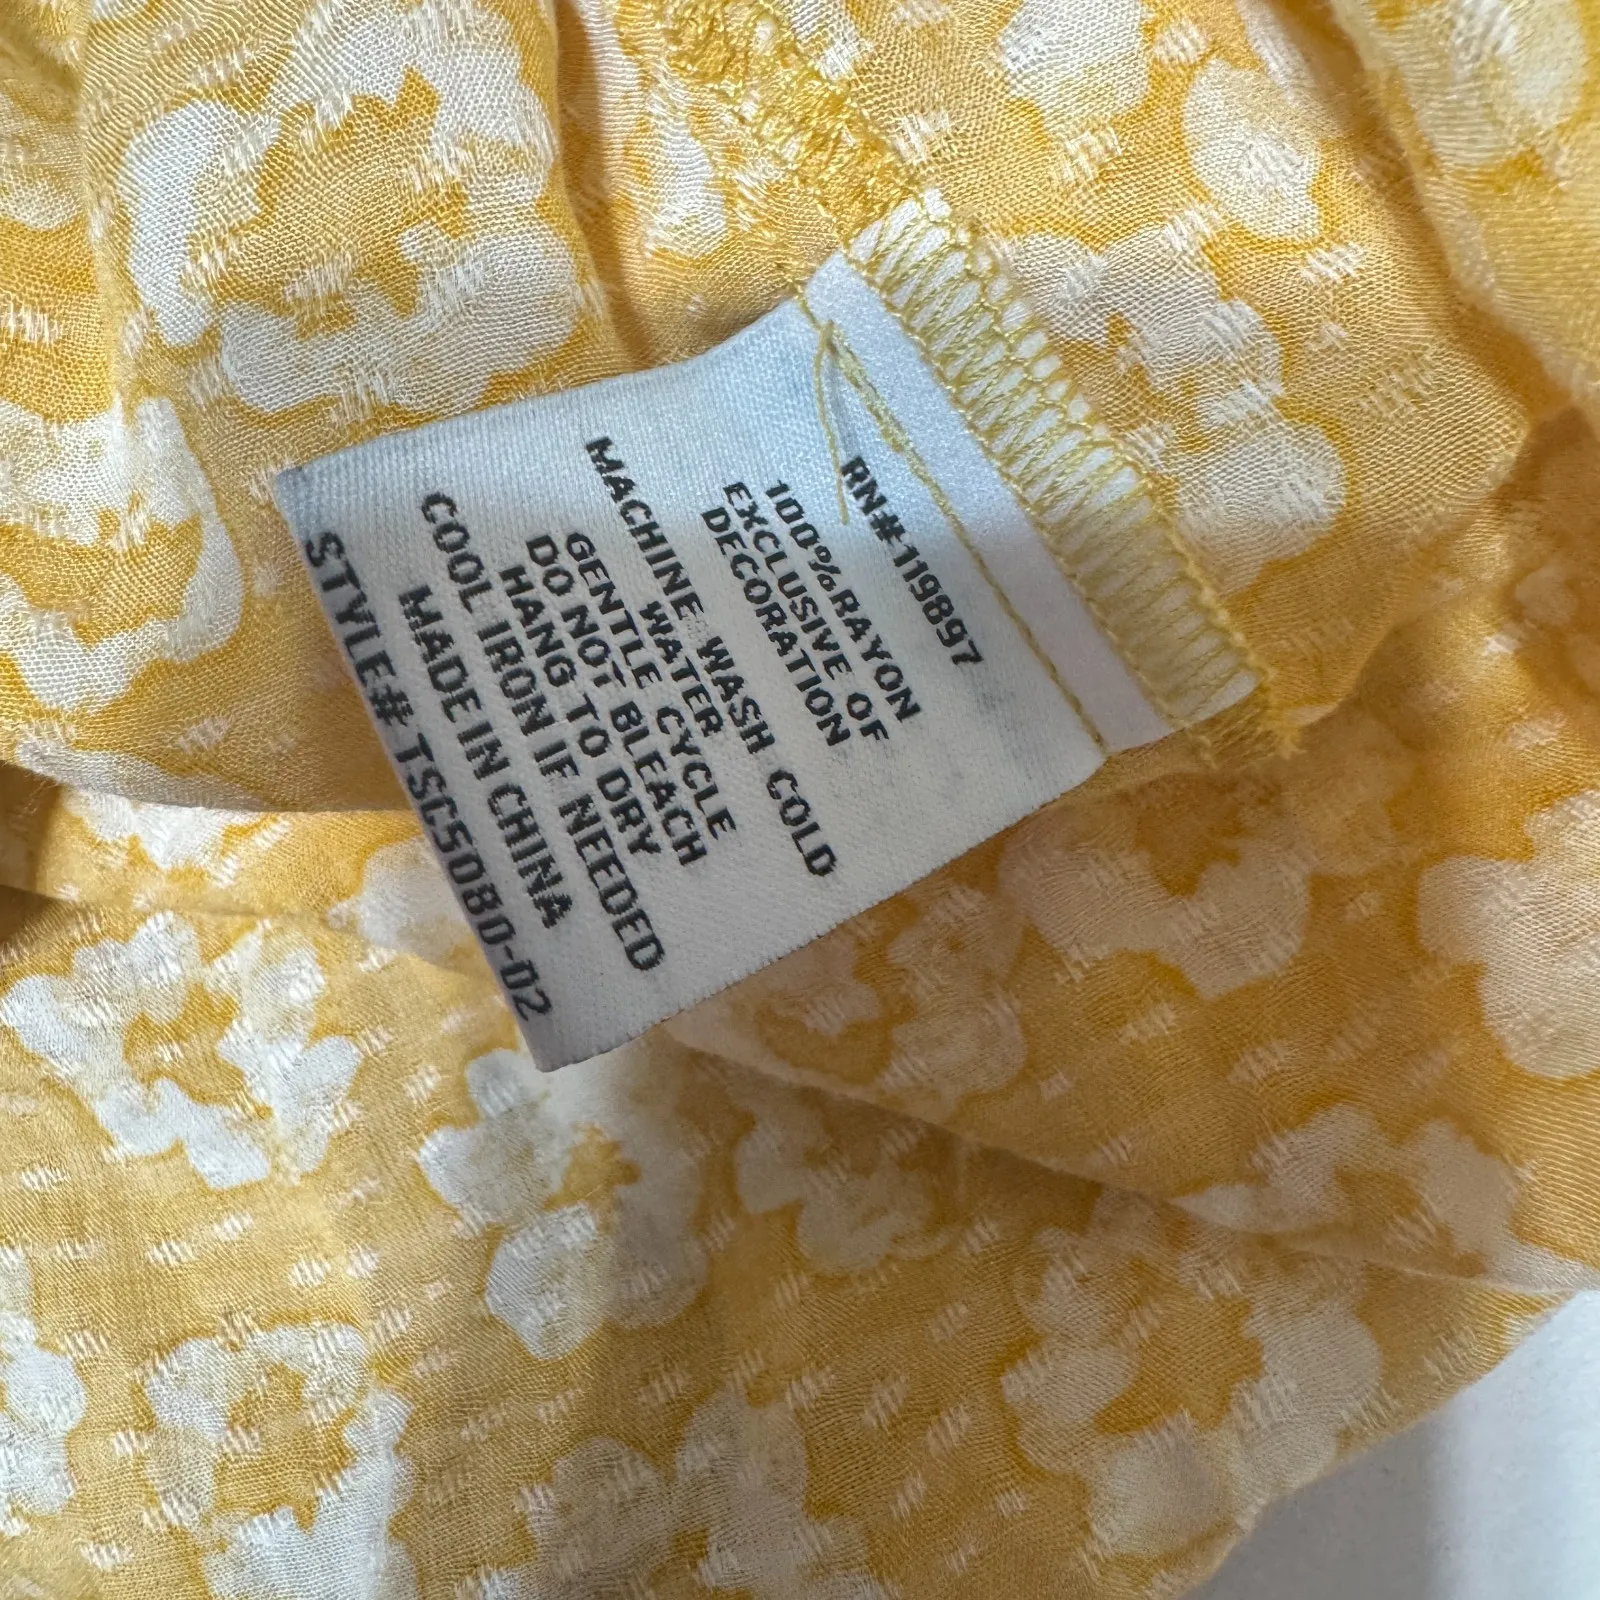 RN#119897
100%RAYON
EXCLUSIVE OF
DECORATION
MACHINE WASH COLD
WATER
GENTLE CYCLE
DO NOT BLEACH
HANG TO DRY
COOL IRON IF NEEDED
MADE IN CHINA
STYLE# TSC5080-02